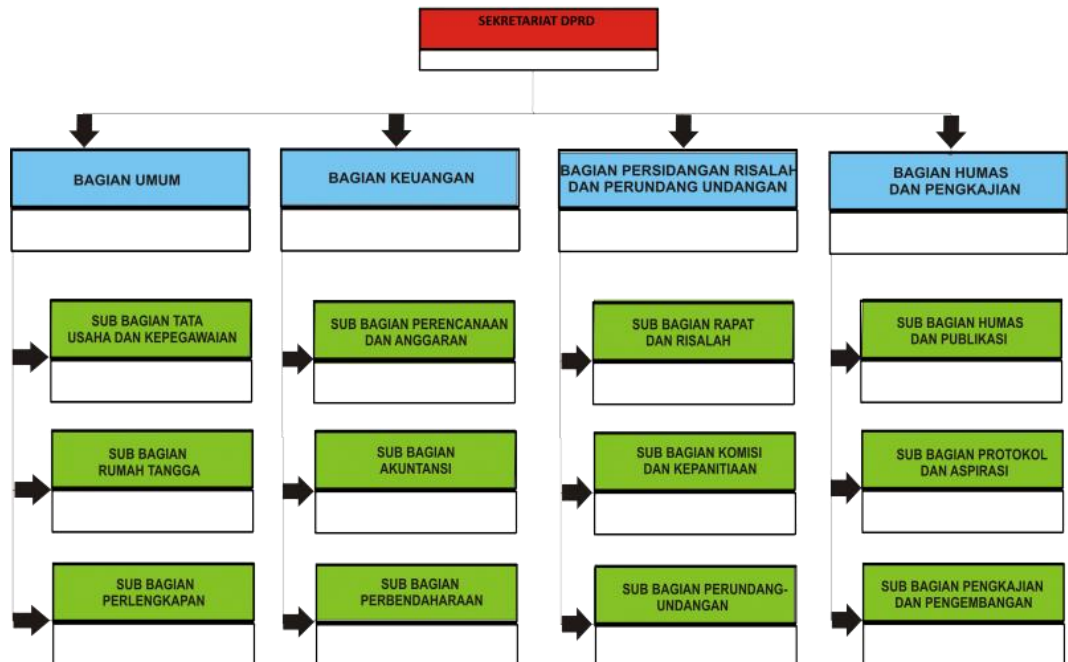 SEKRETARIAT DPRD
BAGIAN UMUM
BAGIAN KEUANGAN
BAGIAN PERSIDANGAN RISALAH
DAN PERUNDANG UNDANGAN
BAGIAN HUMAS
DAN PENGKAJIAN
SUB BAGIAN TATA
USAHA DAN KEPEGAWAIAN
SUB BAGIAN PERENCANAAN
DAN ANGGARAN
SUB BAGIAN RAPAT
DAN RISALAH
SUB BAGIAN HUMAS
DAN PUBLIKASI
SUB BAGIAN
RUMAH TANGGA
SUB BAGIAN
AKUNTANSI
SUB BAGIAN KOMISI
DAN KEPANITIAAN
SUB BAGIAN PROTOKOL
DAN ASPIRASI
SUB BAGIAN
PERLENGKAPAN
SUB BAGIAN
PERBENDAHARAAN
SUB BAGIAN PERUNDANG-
UNDANGAN
SUB BAGIAN PENGKAJIAN
DAN PENGEMBANGAN